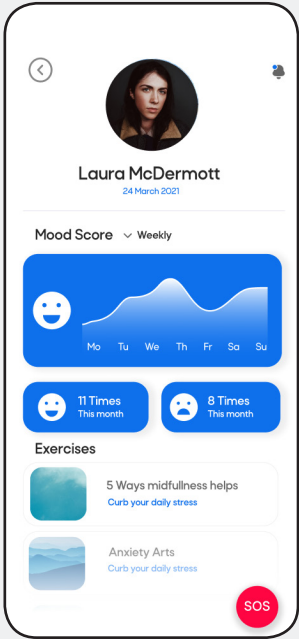 Laura McDermott
24 March 2021
Mood Score Weekly
Mo Tu We Th Fr Sa Su
11 Times
This month
8 Times
This month
Exercises
5 Ways midfullness helps
Curb your daily stress
Anxiety Arts
Curb your daily stress
SOS